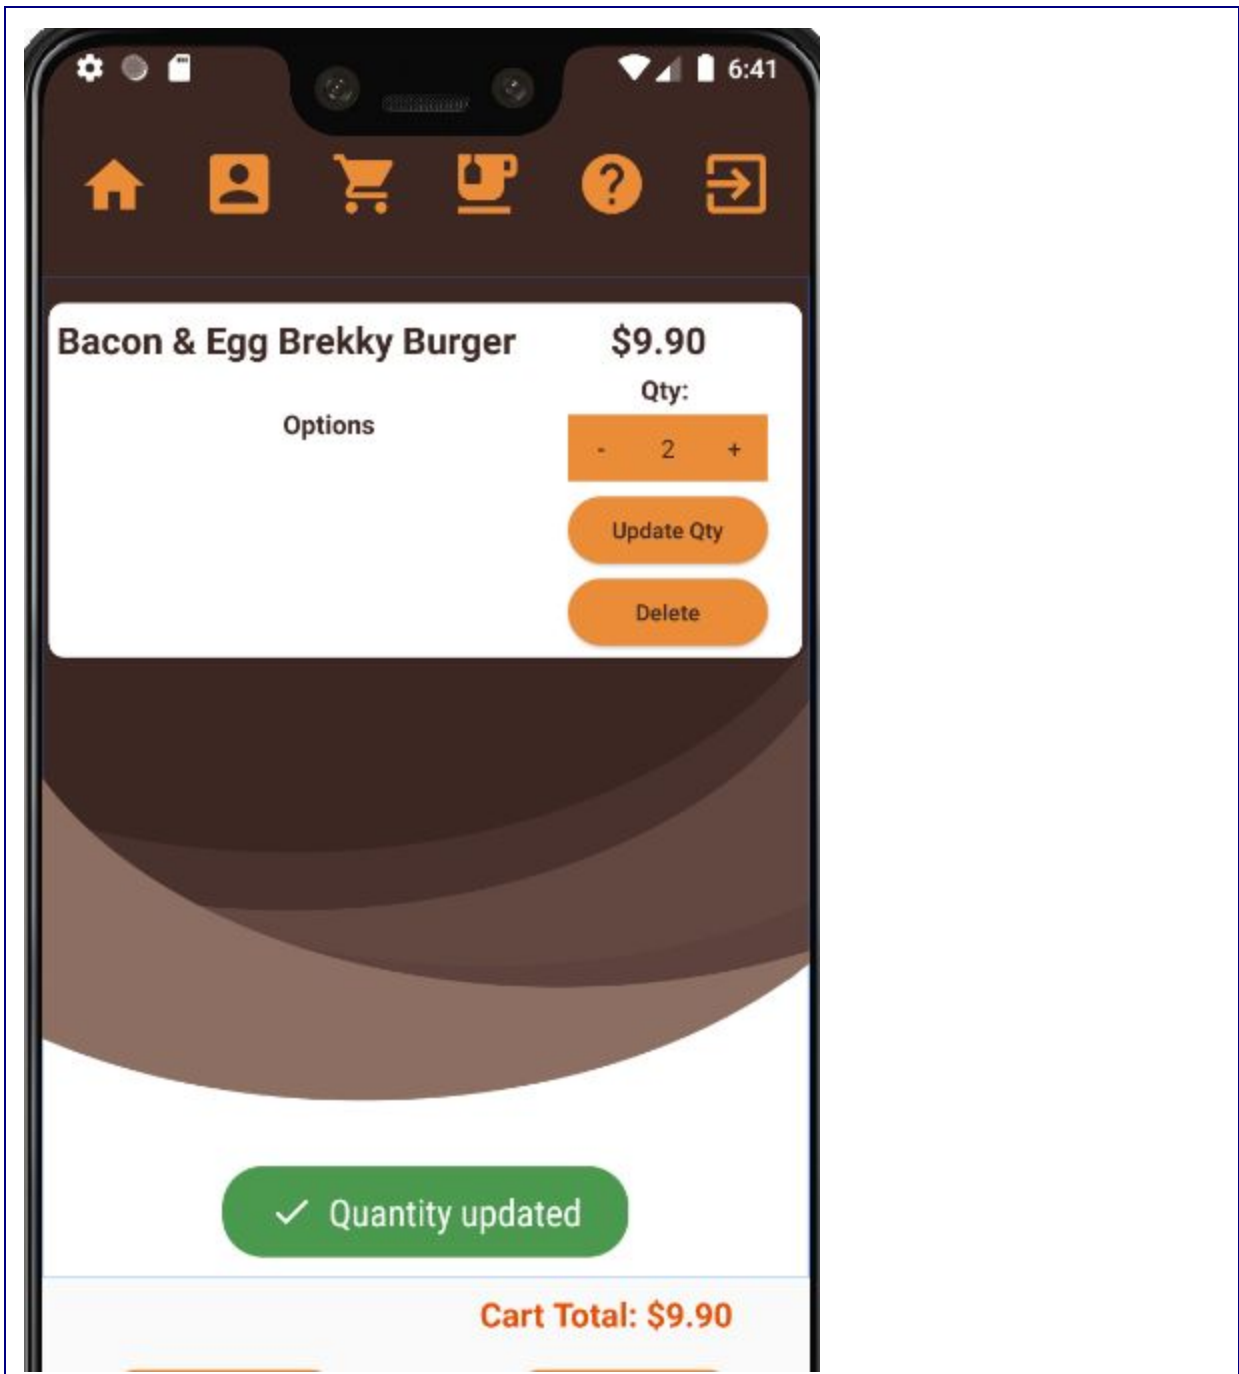 6:41
Bacon & Egg Brekky Burger $9.90
Qty:
Options
- 2 +
Update Qty
Delete
Quantity updated
Cart Total: $9.90